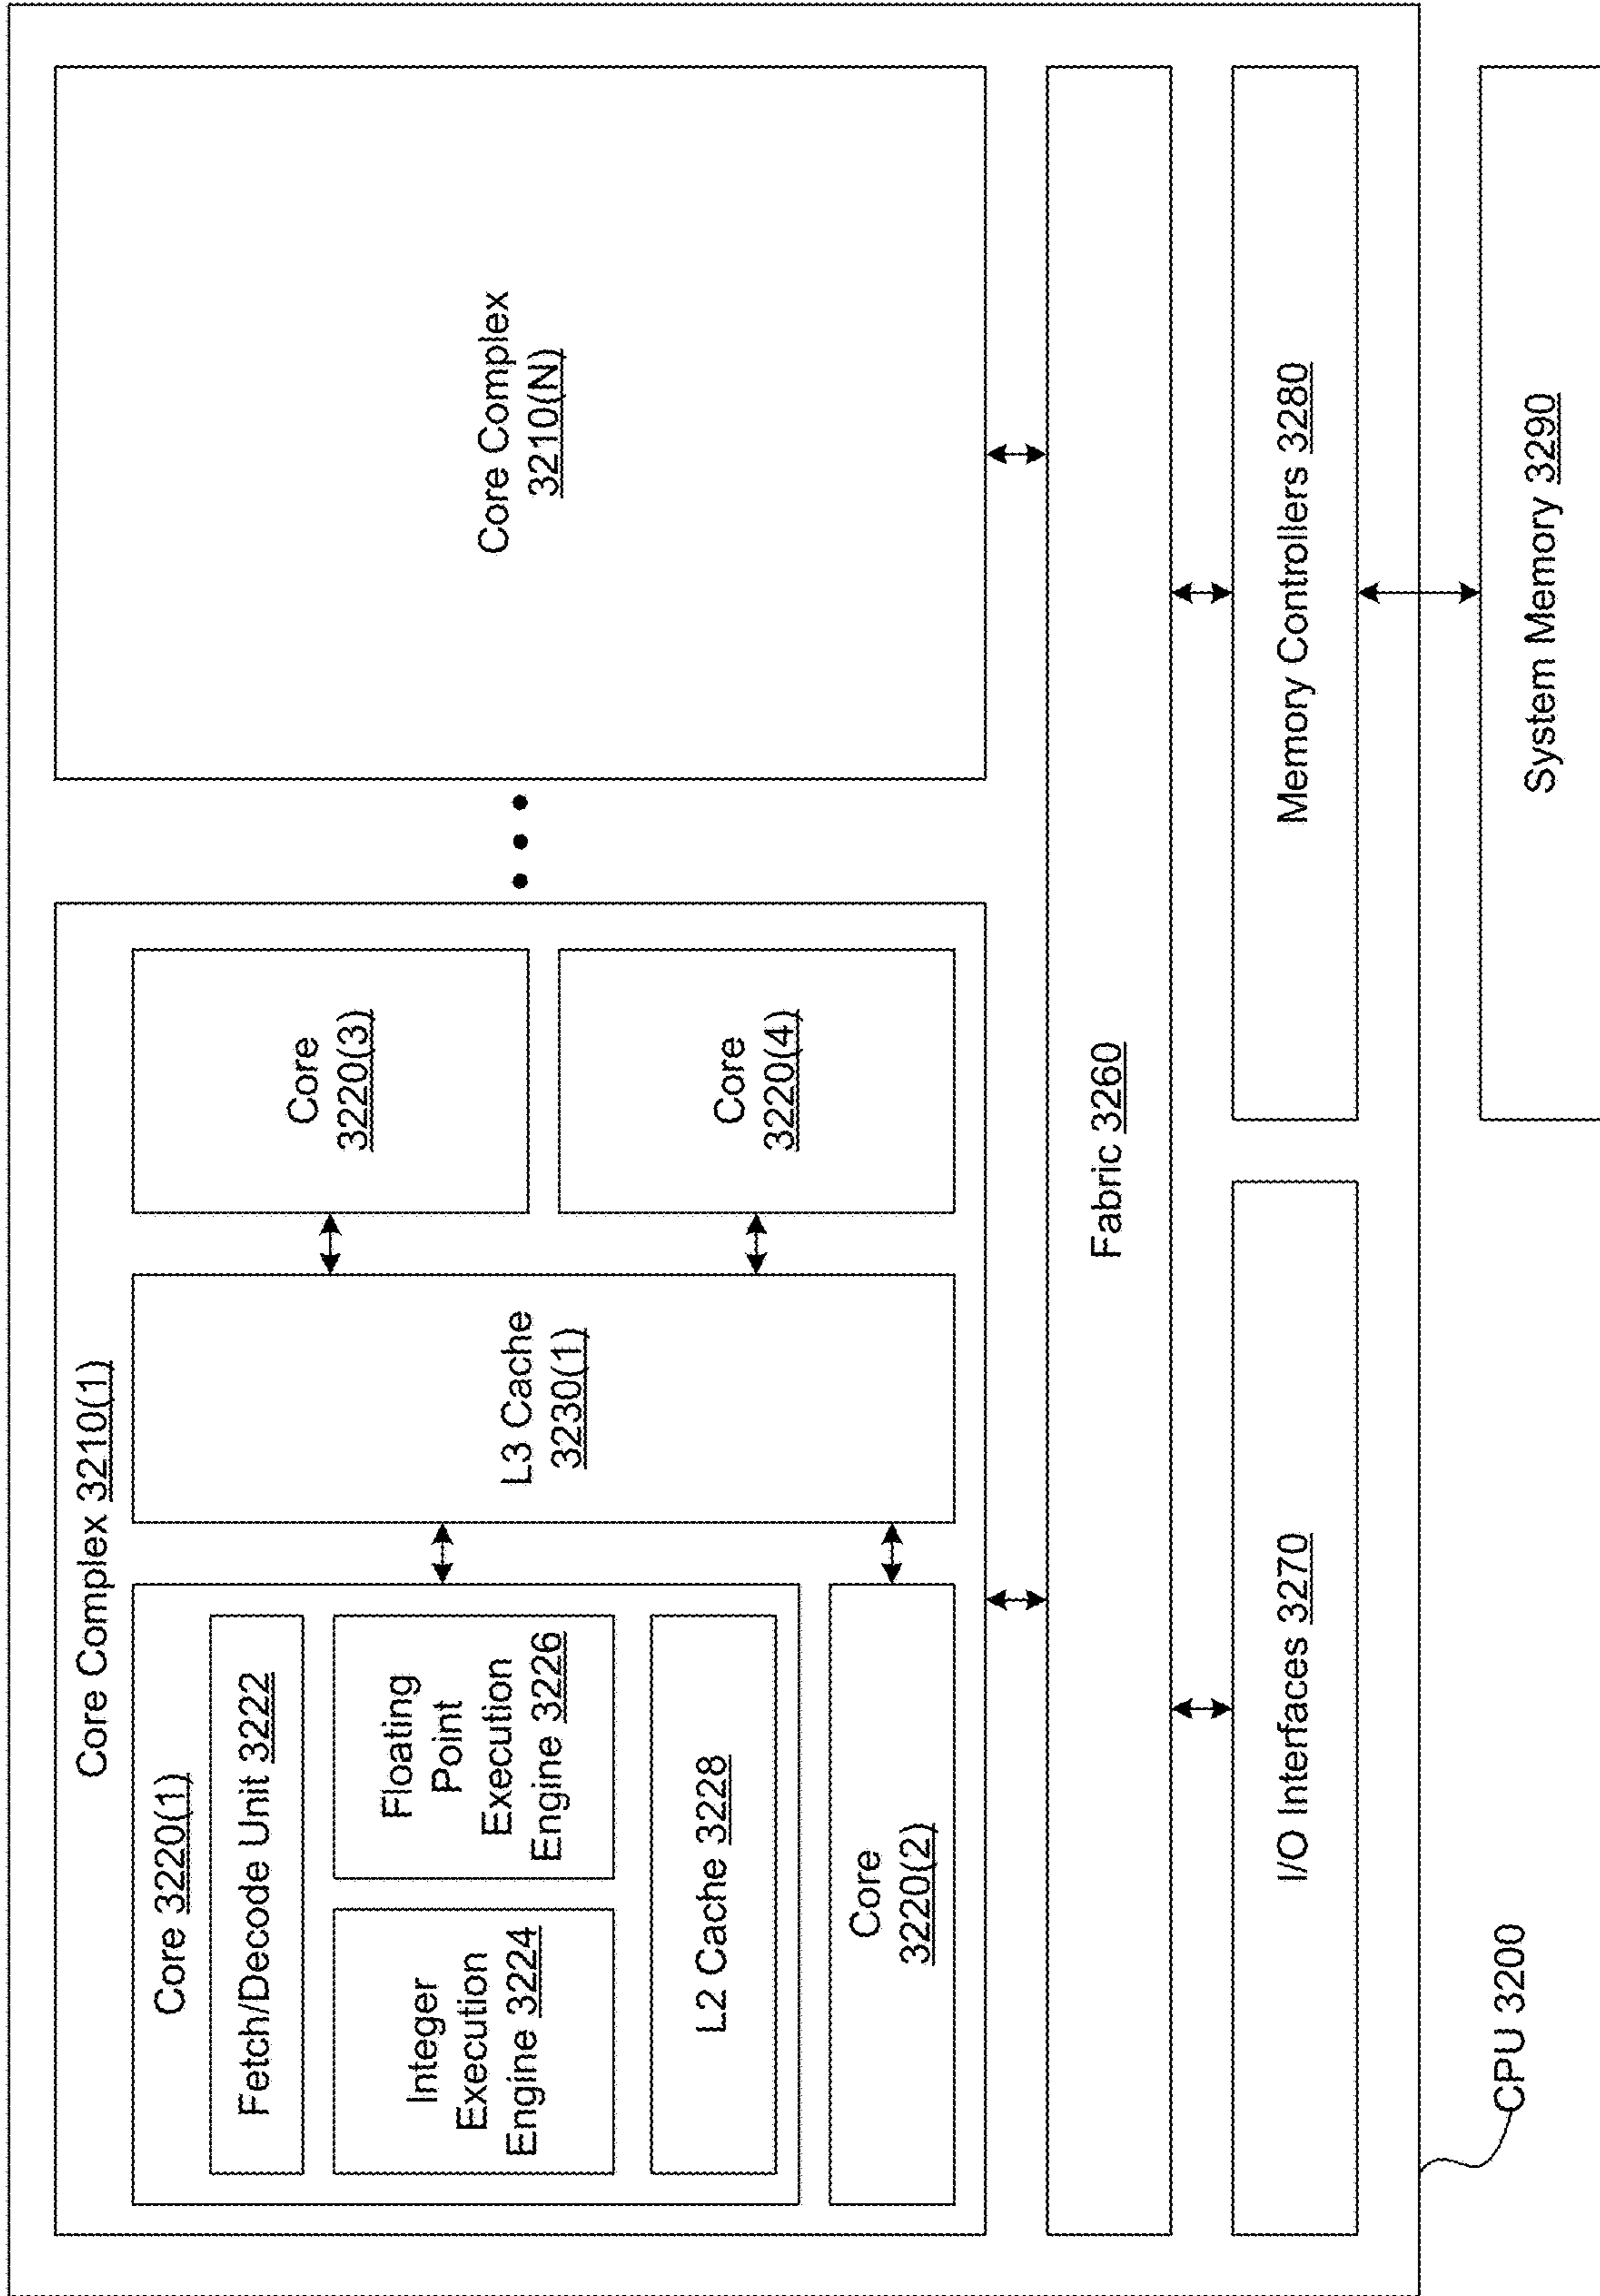 Core Complex 3210(1)
Core 3220(1)
Fetch/Decode Unit 3222
Integer
Execution
Engine 3224
Floating
Point
Execution
Engine 3226
L2 Cache 3228
Core
3220(2)
L3 Cache
3230(1)
Core
3220(3)
Core
3220(4)
Core Complex
3210(N)
Fabric 3260
I/O Interfaces 3270
Memory Controllers 3280
CPU 3200
System Memory 3290